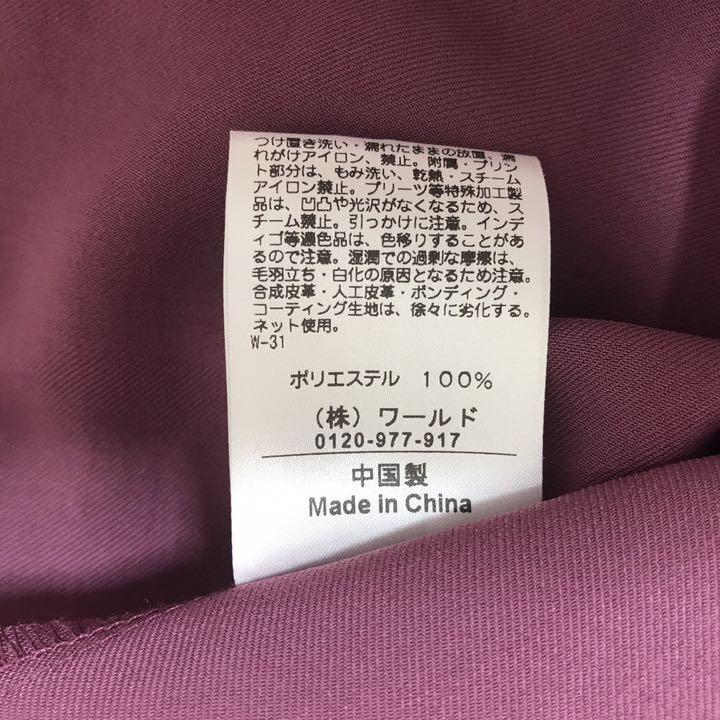 つけ置き洗い・濡れたままの放置、濡
れがけアイロン、禁止。附属・プリン
ト部分は、もみ洗い、乾熱・スチーム
アイロン禁止。プリーツ等特殊加工製
品は、凹凸や光沢がなくなるため、ス
チーム禁止。引っかけに注意。インデ
ィゴ等濃色品は、色移りすることがあ
るので注意。湿潤での過剰な摩擦は、
毛羽立ち・白化の原因となるため注意。
合成皮革・人工皮革・ボンディング・
コーティング生地は、徐々に劣化する。
ネット使用。
W-31
ポリエステル 100%
（株）ワールド
0120-977-917
中国製
Made in China